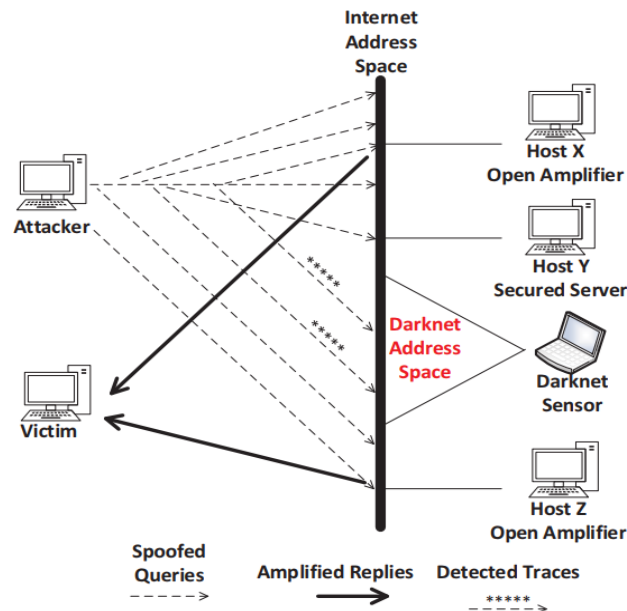 Internet
Address
Space
Attacker
Host X
Open Amplifier
Host Y
Secured Server
*****
*****
Darknet
Address
Space
Darknet
Sensor
Victim
Host Z
Open Amplifier
Spoofed
Queries
Amplified Replies
Detected Traces
*****